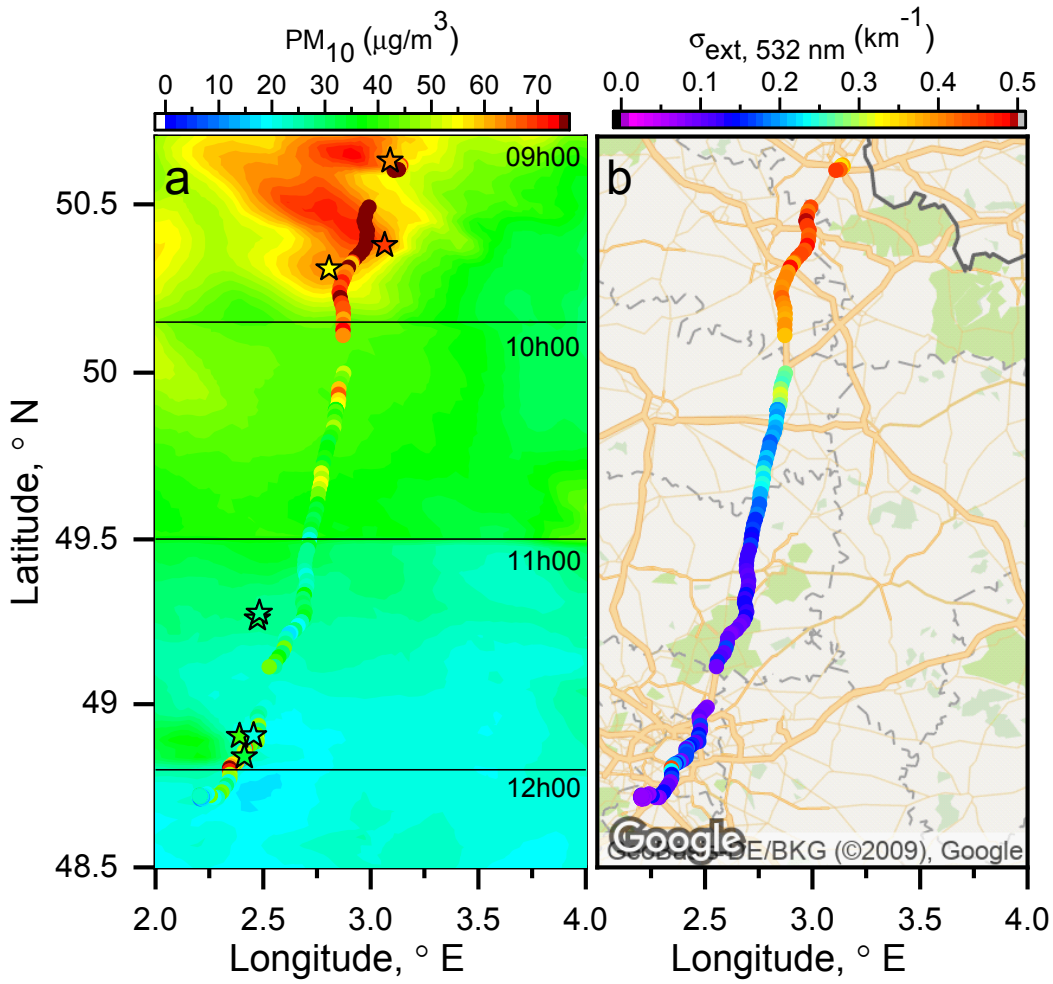 PM10 (μg/m3)
0 10 20 30 40 50 60 70
σext, 532 nm (km-1)
0.0 0.1 0.2 0.3 0.4 0.5
a
09h00
b
50.5
10h00
50
Latitude, ° N
49.5
11h00
49
12h00
48.5
Google
GeoBasis-DE/BKG (©2009), Google
2.0 2.5 3.0 3.5 4.0
2.5 3.0 3.5 4.0
Longitude, ° E
Longitude, ° E